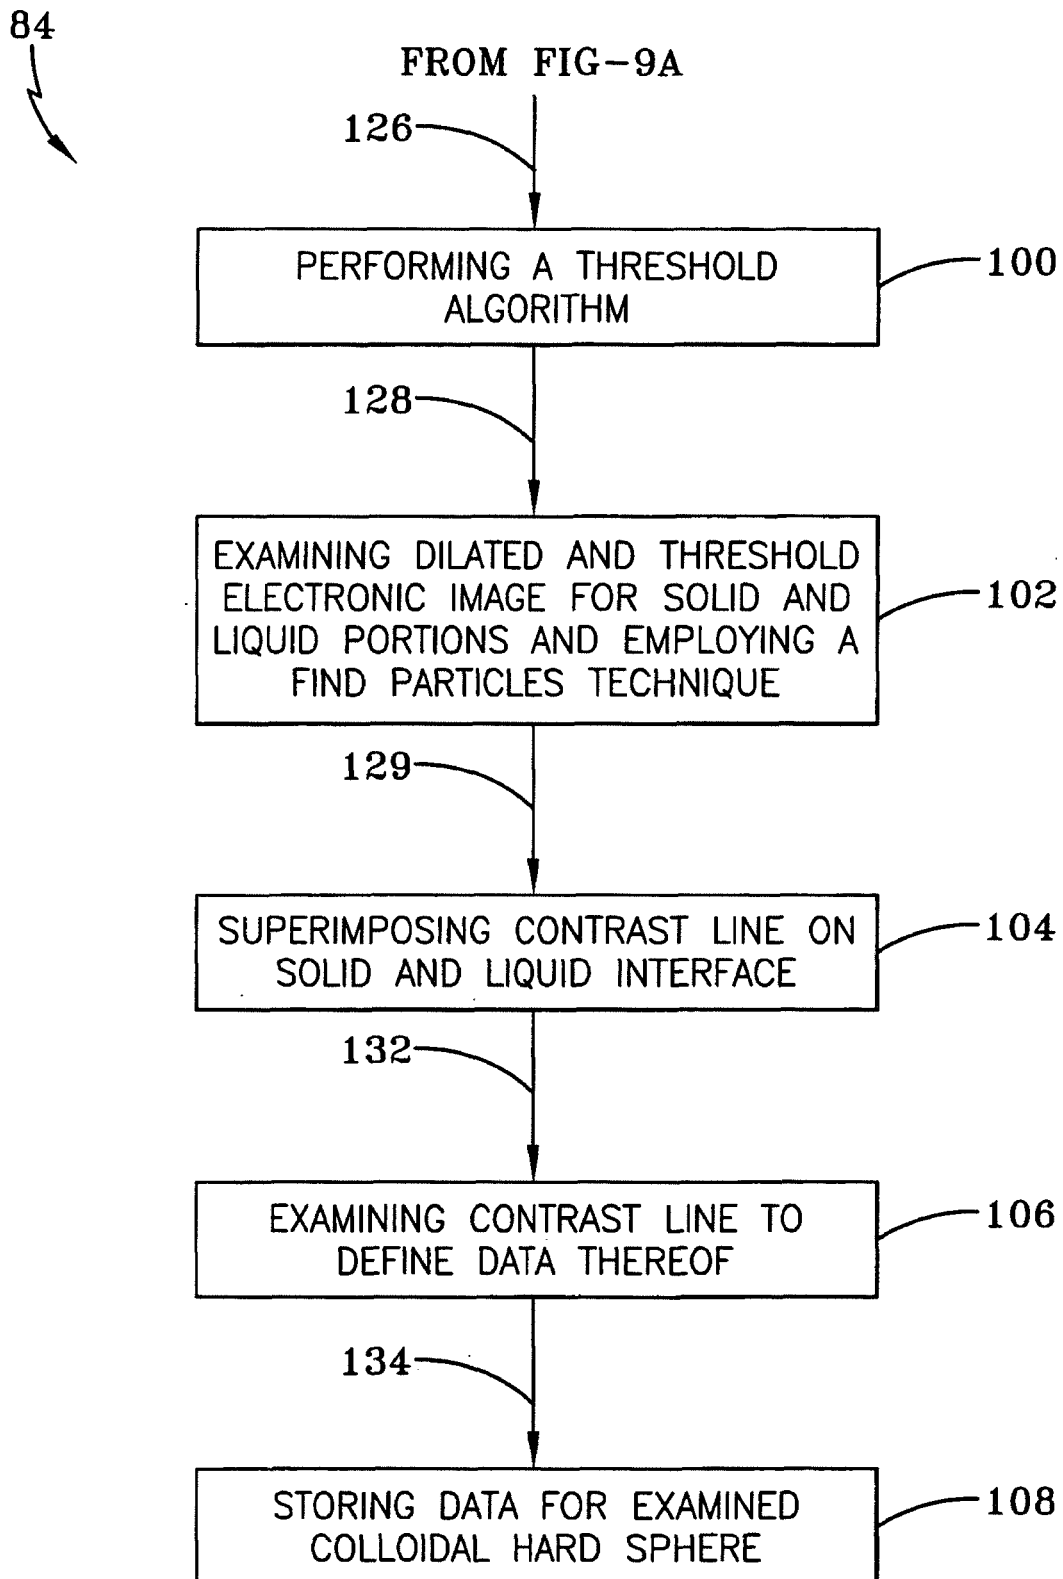 84
FROM FIG-9A
126
PERFORMING A THRESHOLD
ALGORITHM
100
128
EXAMINING DILATED AND THRESHOLD
ELECTRONIC IMAGE FOR SOLID AND
LIQUID PORTIONS AND EMPLOYING A
FIND PARTICLES TECHNIQUE
102
129
SUPERIMPOSING CONTRAST LINE ON
SOLID AND LIQUID INTERFACE
104
132
EXAMINING CONTRAST LINE TO
DEFINE DATA THEREOF
106
134
STORING DATA FOR EXAMINED
COLLOIDAL HARD SPHERE
108